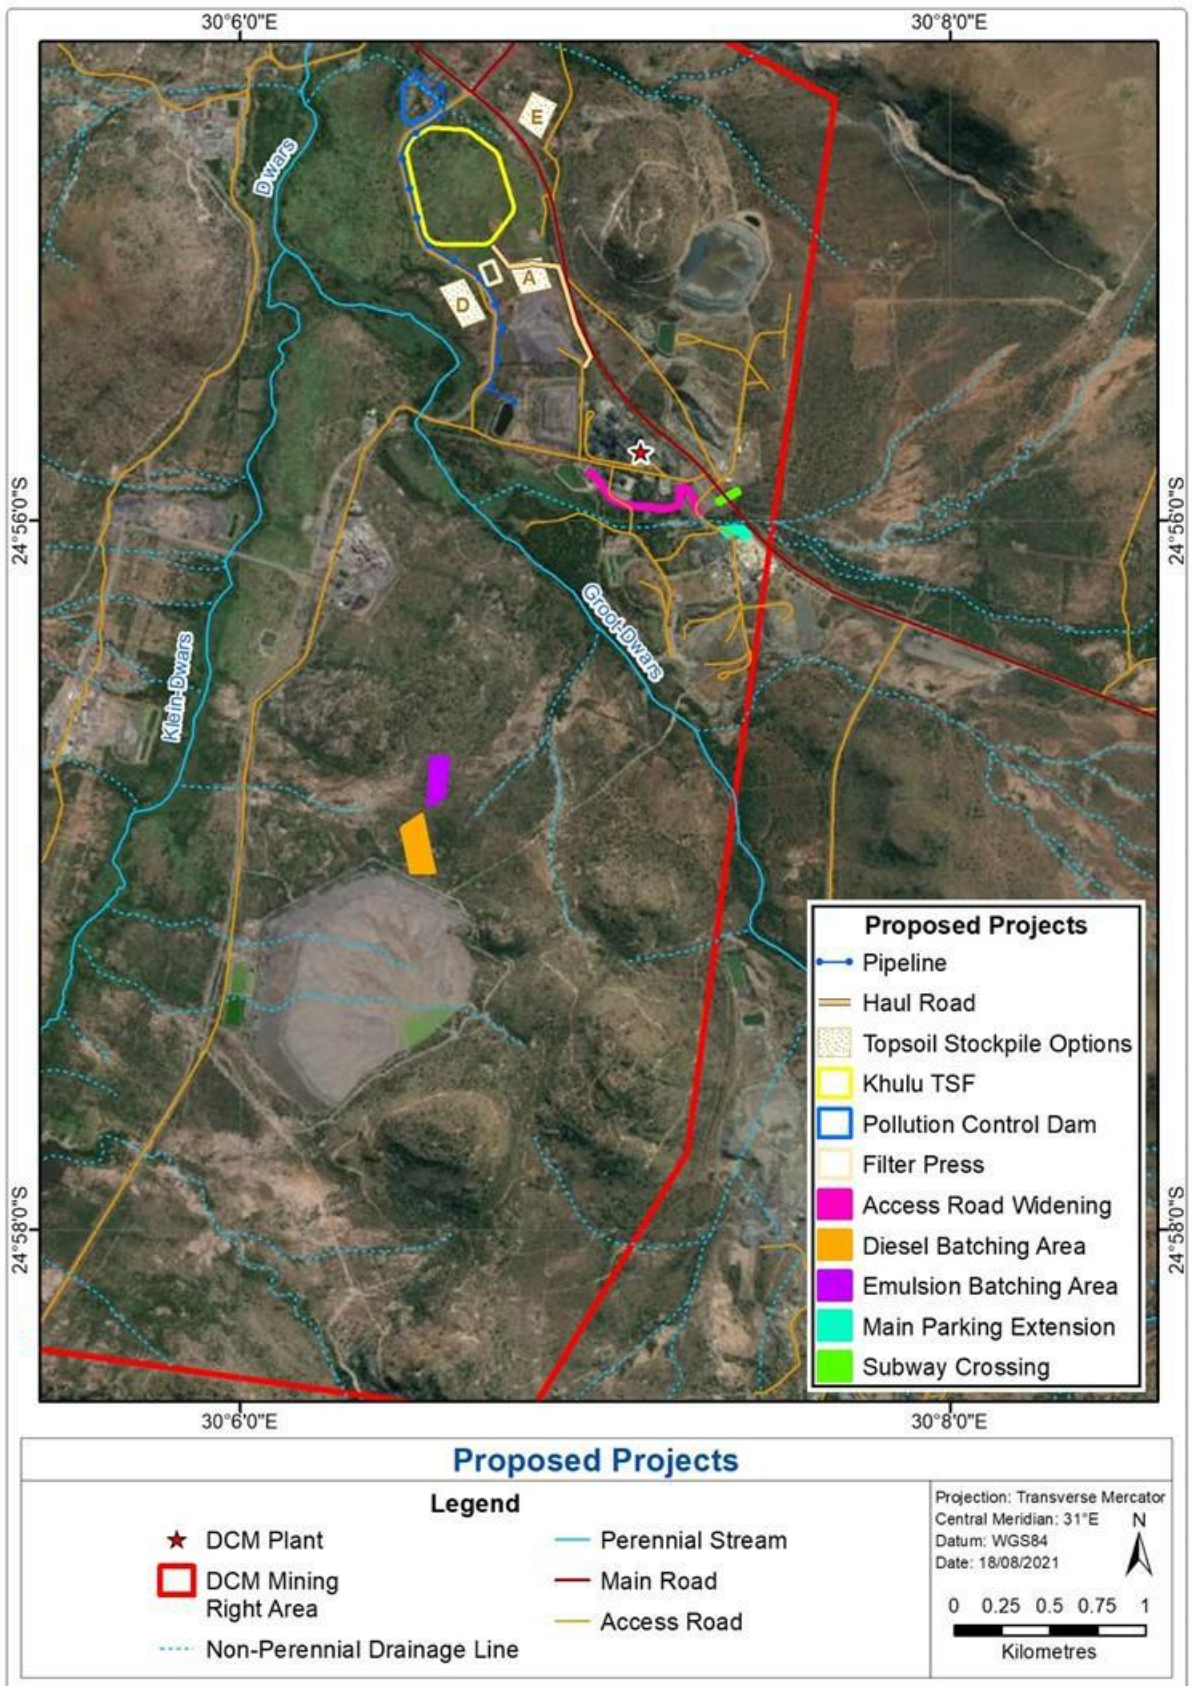 30°6'0"E
30°8'0"E
Dwars
E
A
D
24°56'0"S
24°56'0"S
Groot-Dwars
Klein-Dwars
Proposed Projects
Pipeline
Haul Road
Topsoil Stockpile Options
Khulu TSF
Pollution Control Dam
Filter Press
Access Road Widening
Diesel Batching Area
Emulsion Batching Area
Main Parking Extension
Subway Crossing
24°58'0"S
24°58'0"S
30°6'0"E
30°8'0"E
Proposed Projects
Legend
DCM Plant
DCM Mining
Right Area
Non-Perennial Drainage Line
Perennial Stream
Main Road
Access Road
Projection: Transverse Mercator
Central Meridian: 31°E
Datum: WGS84
Date: 18/08/2021
N
0 0.25 0.5 0.75 1
Kilometres